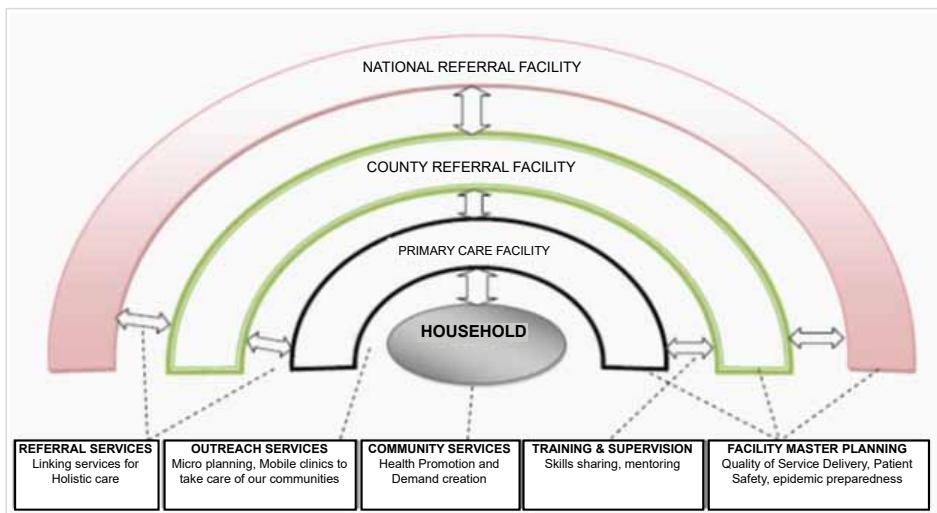 NATIONAL REFERRAL FACILITY
COUNTY REFERRAL FACILITY
PRIMARY CARE FACILITY
HOUSEHOLD
REFERRAL SERVICES
Linking services for
Holistic care
OUTREACH SERVICES
Micro planning, Mobile clinics to
take care of our communities
COMMUNITY SERVICES
Health Promotion and
Demand creation
TRAINING & SUPERVISION
Skills sharing, mentoring
FACILITY MASTER PLANNING
Quality of Service Delivery, Patient
Safety, epidemic preparedness